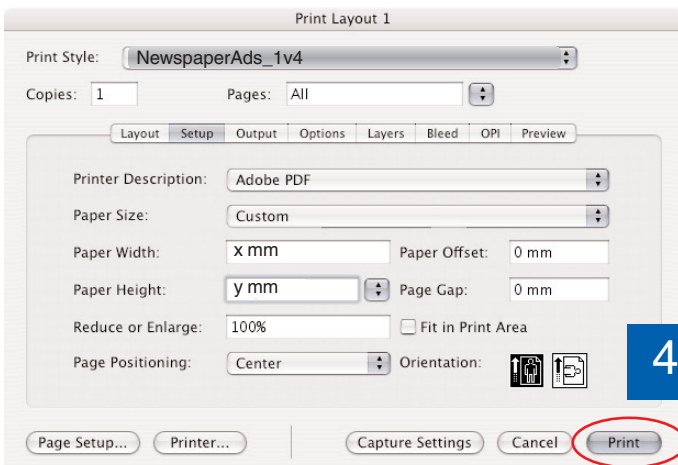 Print Layout 1
Print Style: NewspaperAds_1v4
Copies: 1 Pages: All
Layout Setup Output Options Layers Bleed OPI Preview
Printer Description: Adobe PDF
Paper Size: Custom
Paper Width: x mm Paper Offset: 0 mm
Paper Height: y mm Page Gap: 0 mm
Reduce or Enlarge: 100% Fit in Print Area
Page Positioning: Center Orientation:
4
Page Setup... Printer... Capture Settings Cancel Print